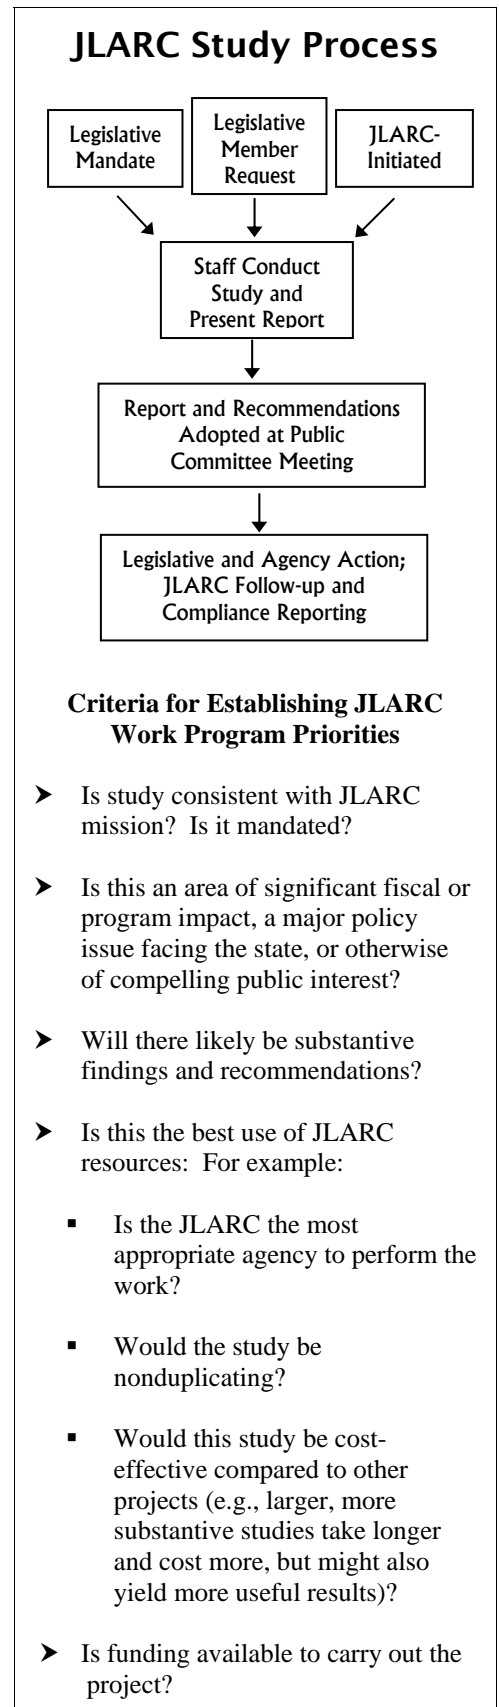 JLARC Study Process
Legislative
Mandate
Legislative
Member
Request
JLARC-
Initiated
Staff Conduct
Study and
Present Report
Report and Recommendations
Adopted at Public
Committee Meeting
Legislative and Agency Action;
JLARC Follow-up and
Compliance Reporting
Criteria for Establishing JLARC
Work Program Priorities
➤ Is study consistent with JLARC
mission? Is it mandated?
➤ Is this an area of significant fiscal or
program impact, a major policy
issue facing the state, or otherwise
of compelling public interest?
➤ Will there likely be substantive
findings and recommendations?
➤ Is this the best use of JLARC
resources: For example:
▪ Is the JLARC the most
appropriate agency to perform the
work?
▪ Would the study be
nonduplicating?
▪ Would this study be cost-
effective compared to other
projects (e.g., larger, more
substantive studies take longer
and cost more, but might also
yield more useful results)?
➤ Is funding available to carry out the
project?